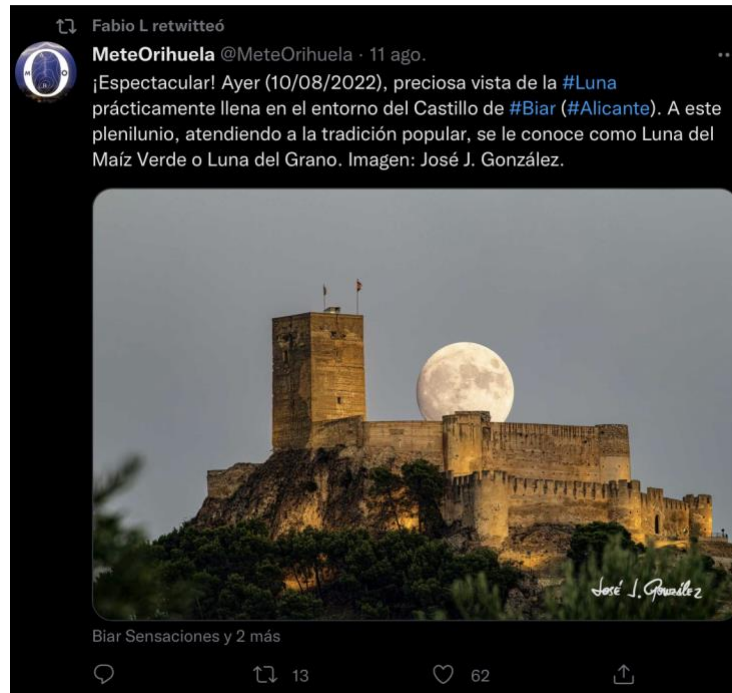 Fabio L retwitteó
MeteOrihuela @MeteOrihuela · 11 ago.
¡Espectacular! Ayer (10/08/2022), preciosa vista de la #Luna
prácticamente llena en el entorno del Castillo de #Biar (#Alicante). A este
plenilunio, atendiendo a la tradición popular, se le conoce como Luna del
Maíz Verde o Luna del Grano. Imagen: José J. González.
José J. González
Biar Sensaciones y 2 más
13 62